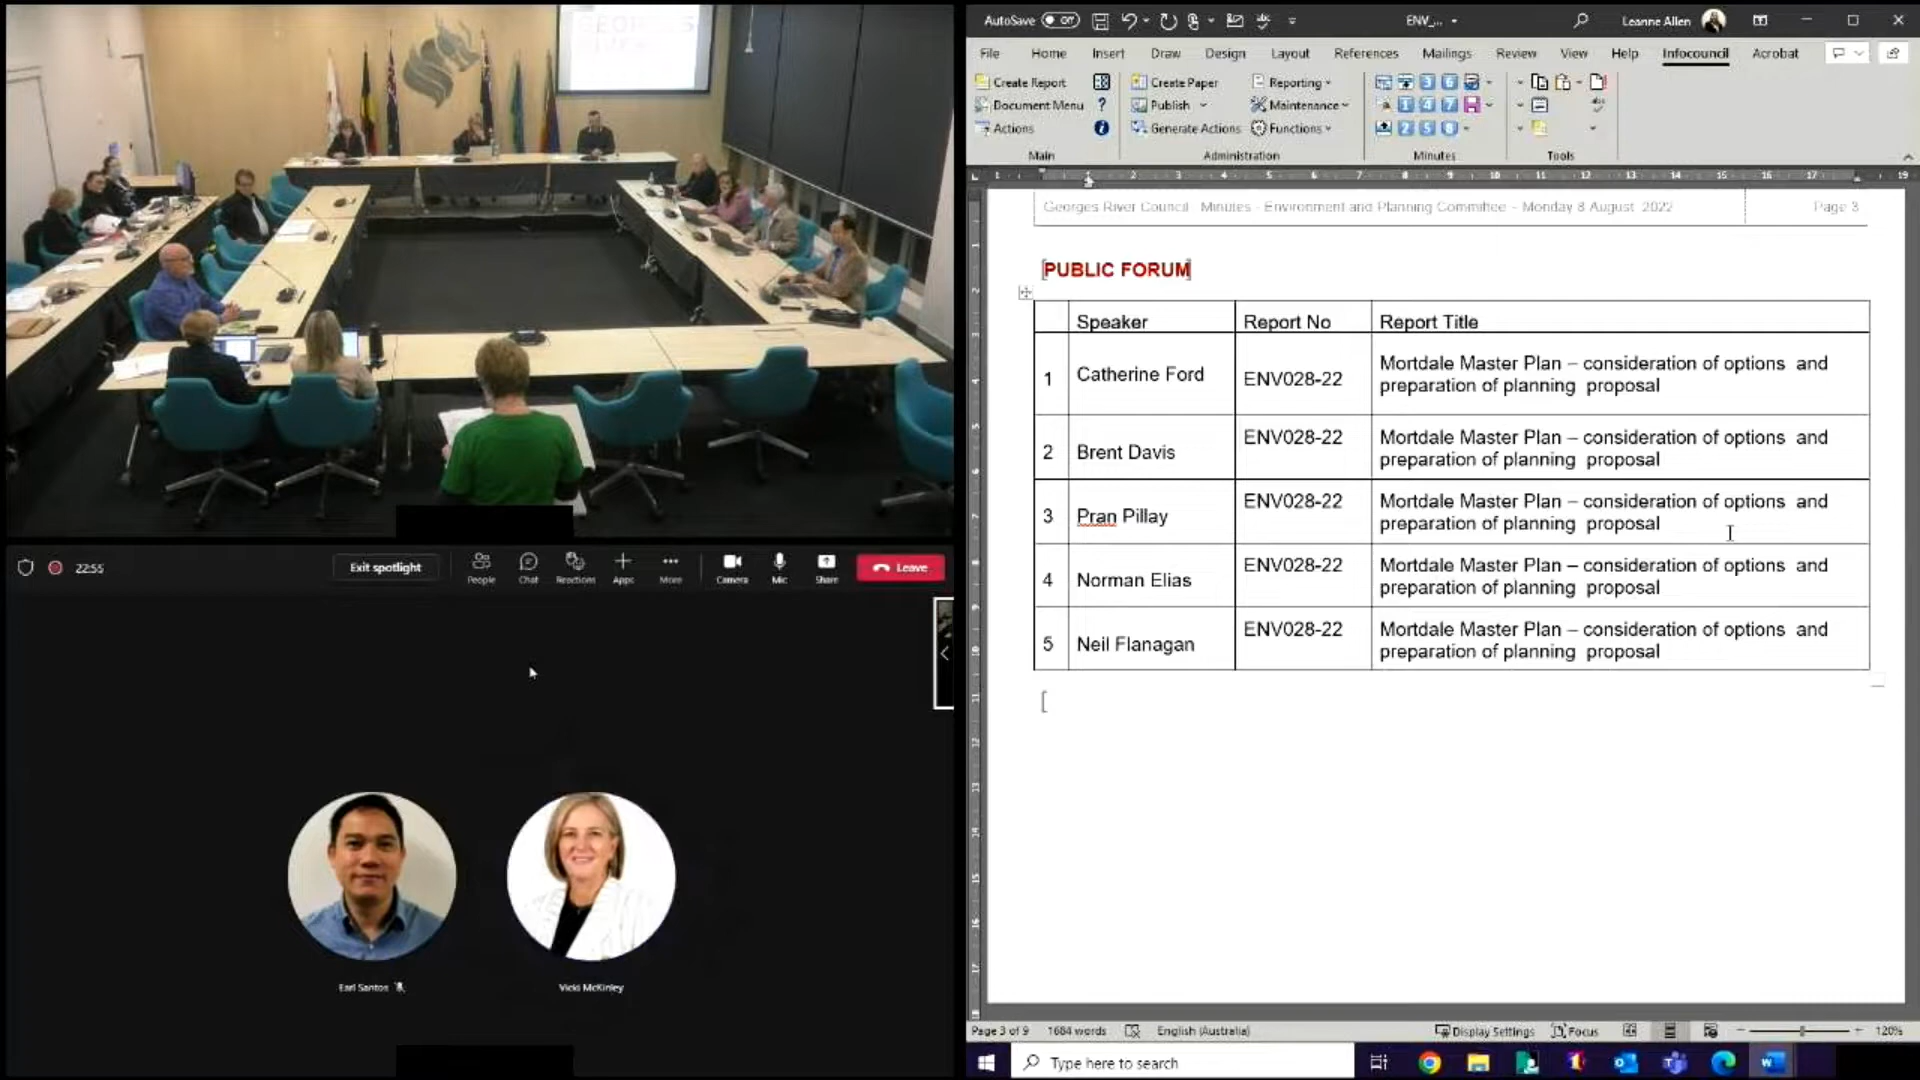 GEORGES
RIVER
22:55
Exit spotlight
People
Chat
Reactions
Apps
More
Camera
Mic
Share
Leave
Earl Santos
Vicki McKinley
AutoSave
Off
ENV_...
Leanne Allen
File
Home
Insert
Draw
Design
Layout
References
Mailings
Review
View
Help
Infocouncil
Acrobat
Create Report
Document Menu
Actions
Main
Create Paper
Publish
Generate Actions
Reporting
Maintenance
Functions
Administration
Minutes
Tools
Georges River Council Minutes - Environment and Planning Committee – Monday 8 August 2022
Page 3
PUBLIC FORUM
Speaker
Report No
Report Title
1
Catherine Ford
ENV028-22
Mortdale Master Plan – consideration of options and
preparation of planning proposal
2
Brent Davis
ENV028-22
Mortdale Master Plan – consideration of options and
preparation of planning proposal
3
Pran Pillay
ENV028-22
Mortdale Master Plan – consideration of options and
preparation of planning proposal
4
Norman Elias
ENV028-22
Mortdale Master Plan – consideration of options and
preparation of planning proposal
5
Neil Flanagan
ENV028-22
Mortdale Master Plan – consideration of options and
preparation of planning proposal
Page 3 of 9
1684 words
English (Australia)
Display Settings
Focus
120%
Type here to search